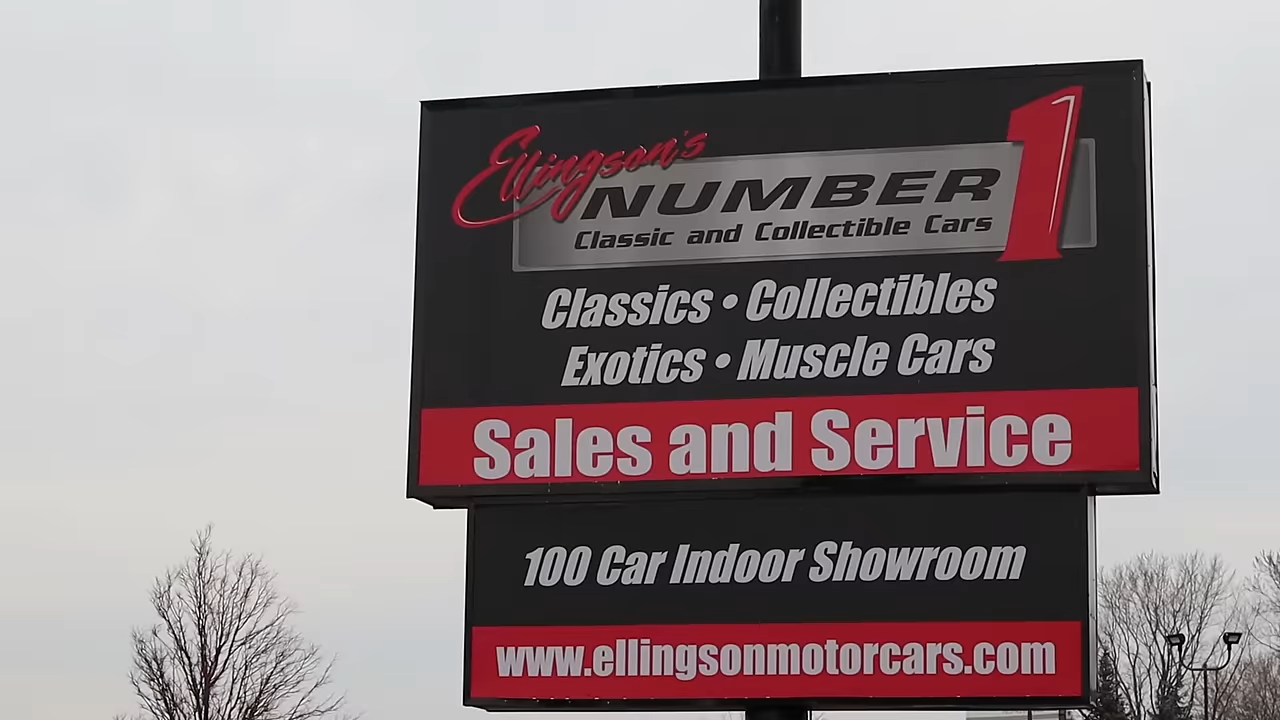 Ellingson's
NUMBER 1
Classic and Collectible Cars
Classics • Collectibles
Exotics • Muscle Cars
Sales and Service
100 Car Indoor Showroom
www.ellingsonmotorcars.com